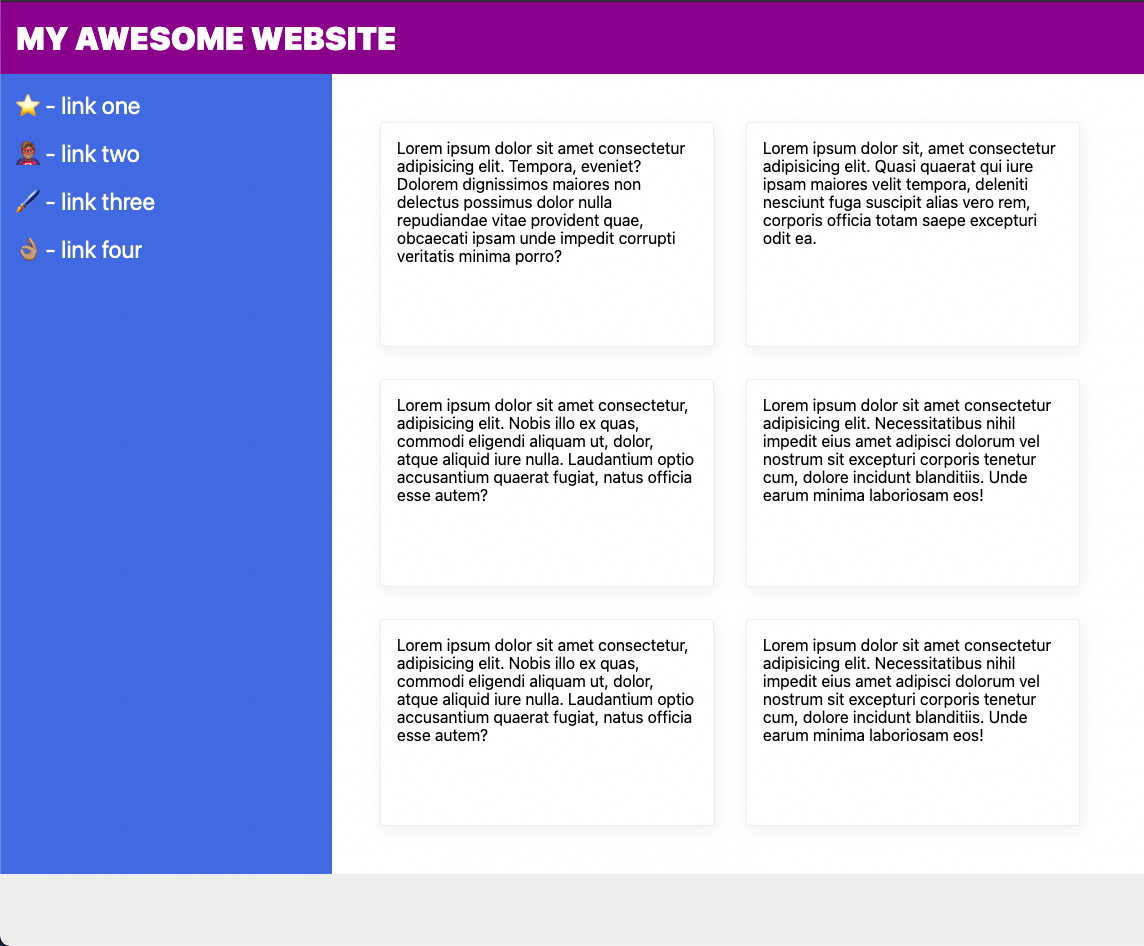 MY AWESOME WEBSITE
⭐ - link one
🦸🏽 - link two
🖌️ - link three
👌🏽 - link four
Lorem ipsum dolor sit amet consectetur
adipisicing elit. Tempora, eveniet?
Dolorem dignissimos maiores non
delectus possimus dolor nulla
repudiandae vitae provident quae,
obcaecati ipsam unde impedit corrupti
veritatis minima porro?
Lorem ipsum dolor sit, amet consectetur
adipisicing elit. Quasi quaerat qui iure
ipsam maiores velit tempora, deleniti
nesciunt fuga suscipit alias vero rem,
corporis officia totam saepe excepturi
odit ea.
Lorem ipsum dolor sit amet consectetur,
adipisicing elit. Nobis illo ex quas,
commodi eligendi aliquam ut, dolor,
atque aliquid iure nulla. Laudantium optio
accusantium quaerat fugiat, natus officia
esse autem?
Lorem ipsum dolor sit amet consectetur
adipisicing elit. Necessitatibus nihil
impedit eius amet adipisci dolorum vel
nostrum sit excepturi corporis tenetur
cum, dolore incidunt blanditiis. Unde
earum minima laboriosam eos!
Lorem ipsum dolor sit amet consectetur,
adipisicing elit. Nobis illo ex quas,
commodi eligendi aliquam ut, dolor,
atque aliquid iure nulla. Laudantium optio
accusantium quaerat fugiat, natus officia
esse autem?
Lorem ipsum dolor sit amet consectetur
adipisicing elit. Necessitatibus nihil
impedit eius amet adipisci dolorum vel
nostrum sit excepturi corporis tenetur
cum, dolore incidunt blanditiis. Unde
earum minima laboriosam eos!